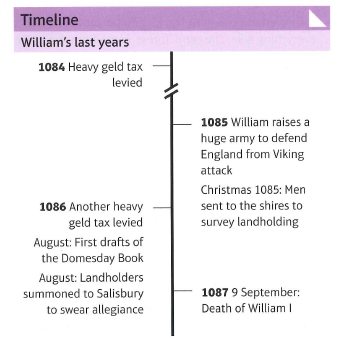 Timeline
William's last years
1084 Heavy geld tax
levied
1085 William raises a
huge army to defend
England from Viking
attack
Christmas 1085: Men
sent to the shires to
survey landholding
1086 Another heavy
geld tax levied
August: First drafts of
the Domesday Book
August: Landholders
summoned to Salisbury
to swear allegiance
1087 9 September:
Death of William I